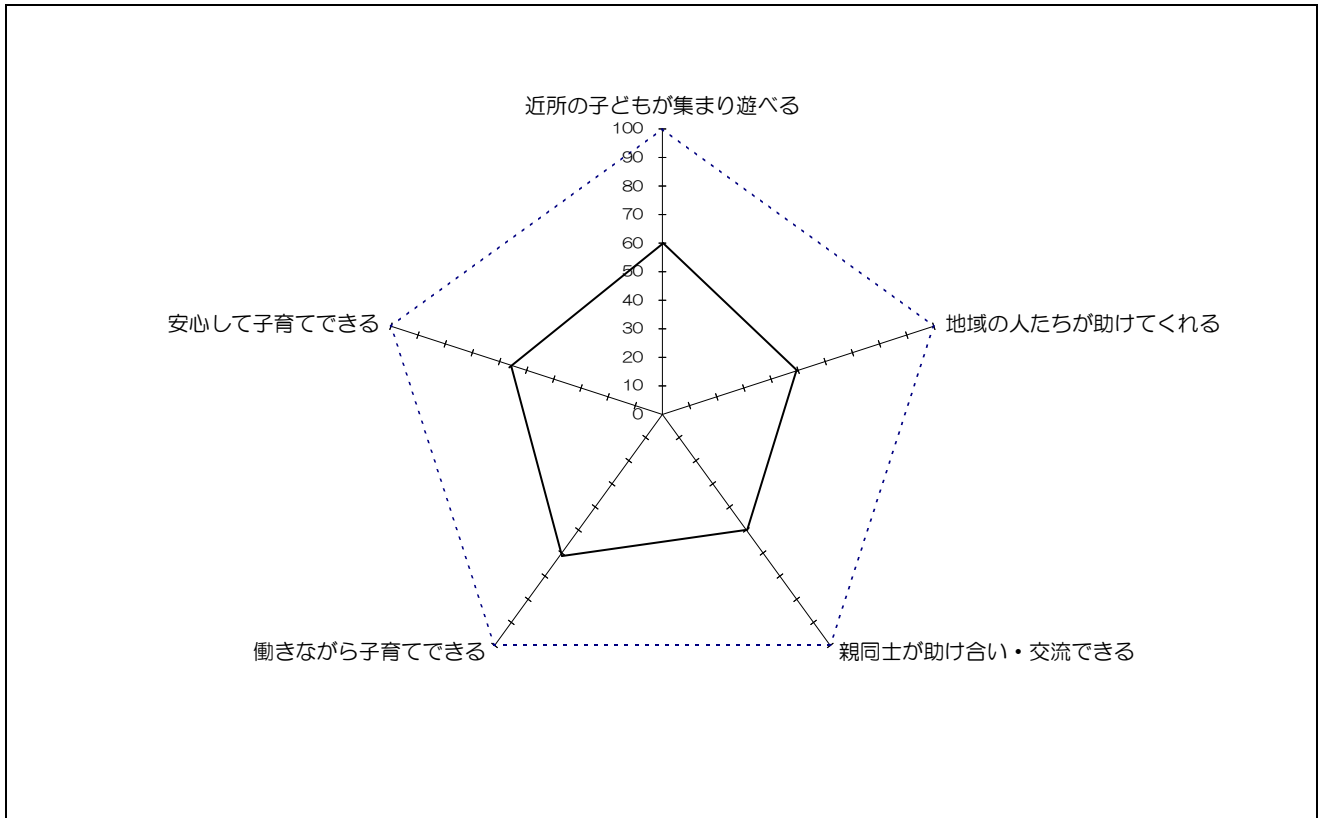 近所の子どもが集まり遊べる
100
90
80
70
60
50
40
30
20
10
0
安心して子育てできる
地域の人たちが助けてくれる
働きながら子育てできる
親同士が助け合い・交流できる